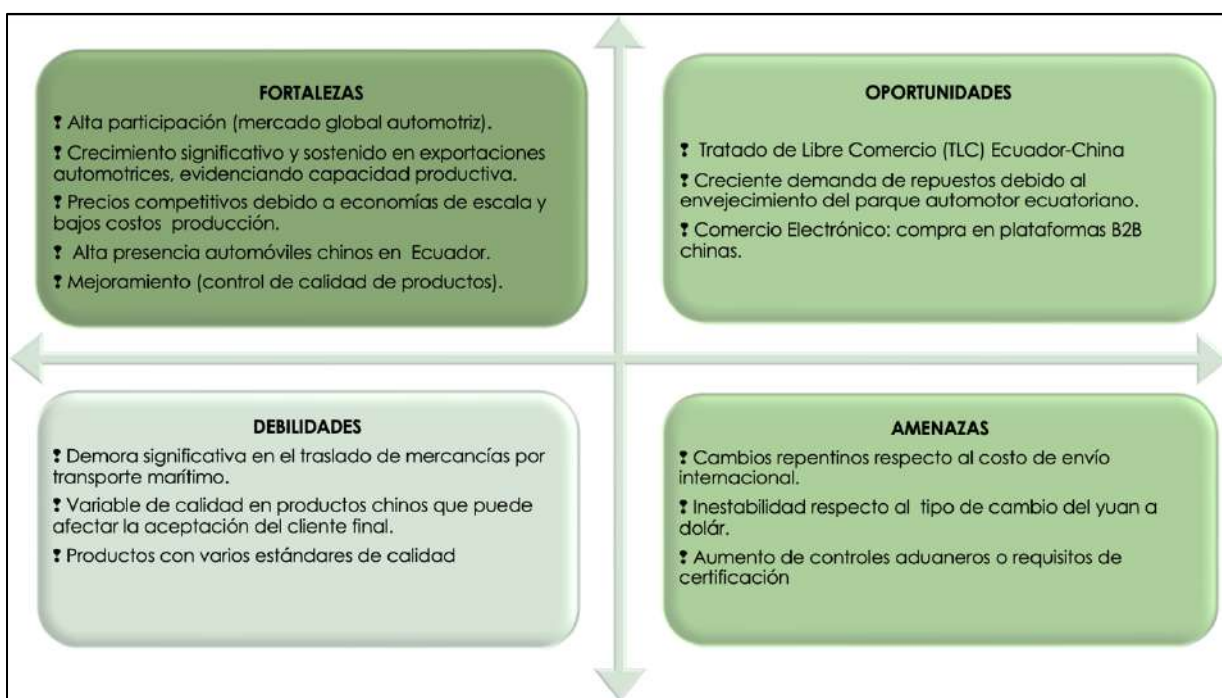 FORTALEZAS
❢ Alta participación (mercado global automotriz).
❢ Crecimiento significativo y sostenido en exportaciones
automotrices, evidenciando capacidad productiva.
❢ Precios competitivos debido a economías de escala y
bajos costos producción.
❢ Alta presencia automóviles chinos en Ecuador.
❢ Mejoramiento (control de calidad de productos).
OPORTUNIDADES
❢ Tratado de Libre Comercio (TLC) Ecuador-China
❢ Creciente demanda de repuestos debido al
envejecimiento del parque automotor ecuatoriano.
❢ Comercio Electrónico: compra en plataformas B2B
chinas.
DEBILIDADES
❢ Demora significativa en el traslado de mercancías por
transporte marítimo.
❢ Variable de calidad en productos chinos que puede
afectar la aceptación del cliente final.
❢ Productos con varios estándares de calidad
AMENAZAS
❢ Cambios repentinos respecto al costo de envío
internacional.
❢ Inestabilidad respecto al tipo de cambio del yuan a
dolár.
❢ Aumento de controles aduaneros o requisitos de
certificación